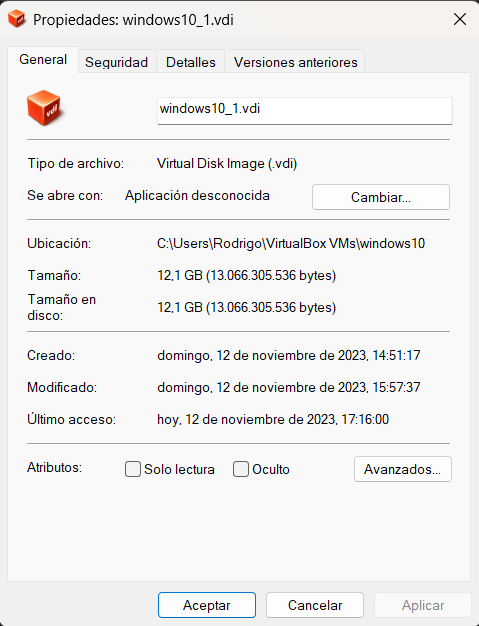 Propiedades: windows10_1.vdi
General Seguridad Detalles Versiones anteriores
vdi
windows10_1.vdi
Tipo de archivo: Virtual Disk Image (.vdi)
Se abre con: Aplicación desconocida Cambiar...
Ubicación: C:\Users\Rodrigo\VirtualBox VMs\windows10
Tamaño: 12,1 GB (13.066.305.536 bytes)
Tamaño en disco: 12,1 GB (13.066.305.536 bytes)
Creado: domingo, 12 de noviembre de 2023, 14:51:17
Modificado: domingo, 12 de noviembre de 2023, 15:57:37
Último acceso: hoy, 12 de noviembre de 2023, 17:16:00
Atributos: Solo lectura Oculto Avanzados...
Aceptar Cancelar Aplicar